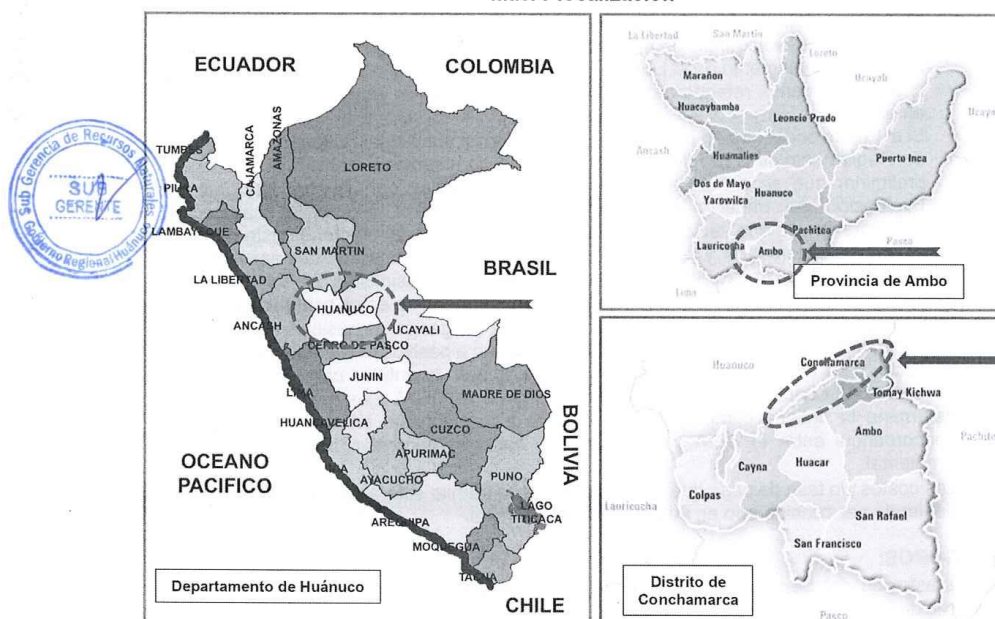 ECUADOR
COLOMBIA
TUMBES
PIURA
LAMBAYEQUE
CAJAMARCA
AMAZONAS
LORETO
SAN MARTIN
LA LIBERTAD
BRASIL
HUANUCO
ANCASH
UCAYALI
CERRO DE PASCO
JUNIN
LIMA
MADRE DE DIOS
HUANCAVELICA
CUZCO
BOLIVIA
APURIMAC
OCEANO
PACIFICO
AYACUCHO
PUNO
LAGO
TITICACA
AREQUIPA
MOQUEGUA
TACNA
CHILE
Departamento de Huánuco
Sub Gerencia de Recursos Naturales
SUB
GERENTE
Gobierno Regional Huánuco
La Libertad
San Martin
Loreto
Ucayali
Marañon
Huacaybamba
Leoncio Prado
Ancash
Huamalies
Puerto Inca
Dos de Mayo
Yarowilca
Huanuco
Pachitea
Lauricocha
Ambo
Pasco
Lima
Provincia de Ambo
Huanuco
Conchamarca
Tomay Kichwa
Ambo
Cayna
Huacar
Colpas
Lauricocha
San Rafael
San Francisco
Pasco
Distrito de
Conchamarca